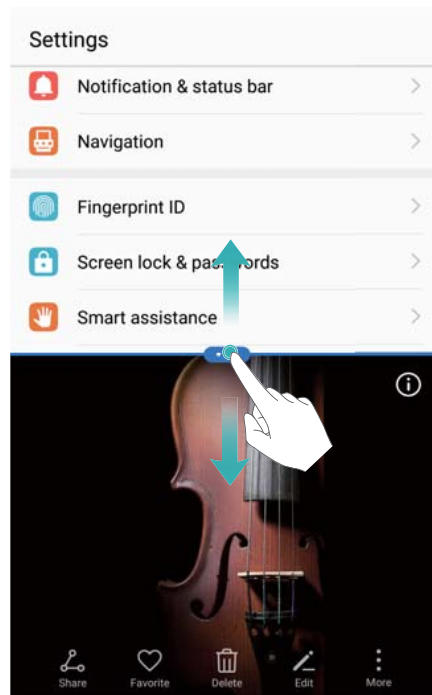 Settings
Notification & status bar
Navigation
Fingerprint ID
Screen lock & passwords
Smart assistance
Share
Favorite
Delete
Edit
More